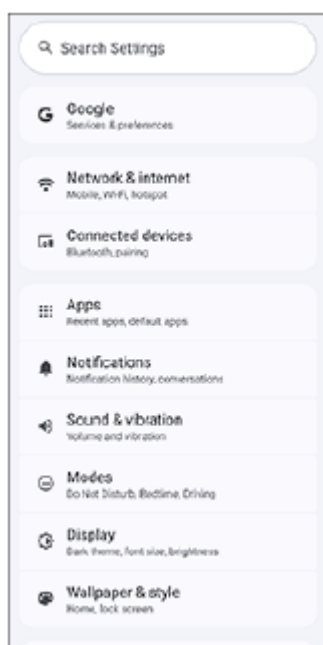 Search Settings
Google
Services & preferences
Network & internet
Mobile, Wi-Fi, hotspot
Connected devices
Bluetooth, pairing
Apps
Recent apps, default apps
Notifications
Notification history, conversations
Sound & vibration
Volume and vibration
Modes
Do Not Disturb, Bedtime, Driving
Display
Dark theme, font size, brightness
Wallpaper & style
Home, lock screen